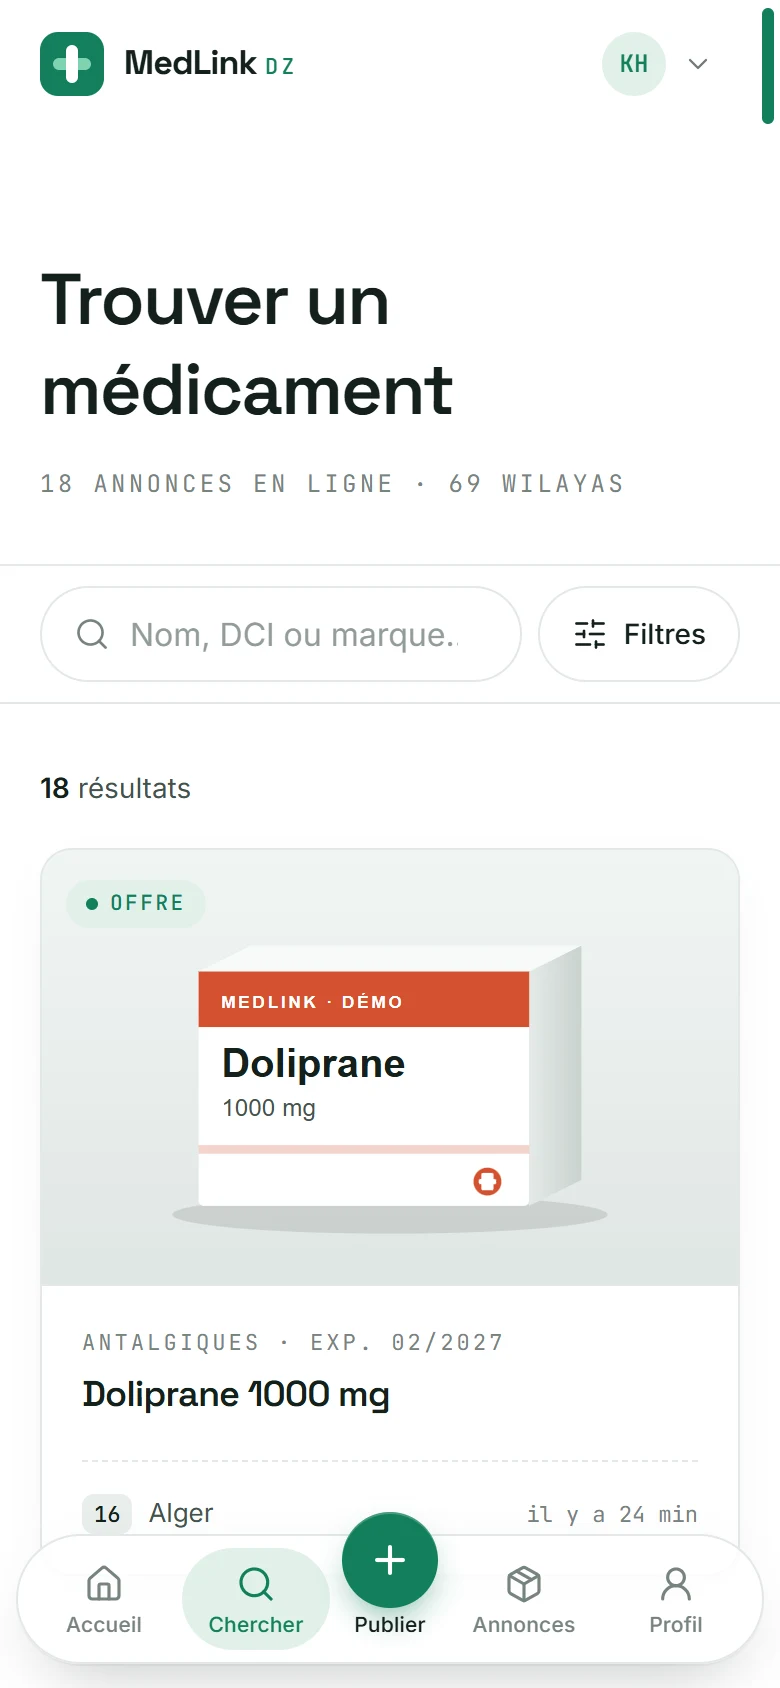 MedLink DZ
KH
Trouver un
médicament
18 ANNONCES EN LIGNE · 69 WILAYAS
Nom, DCI ou marque..
Filtres
18 résultats
OFFRE
MEDLINK · DÉMO
Doliprane
1000 mg
ANTALGIQUES · EXP. 02/2027
Doliprane 1000 mg
16 Alger il y a 24 min
Accueil Chercher Publier Annonces Profil